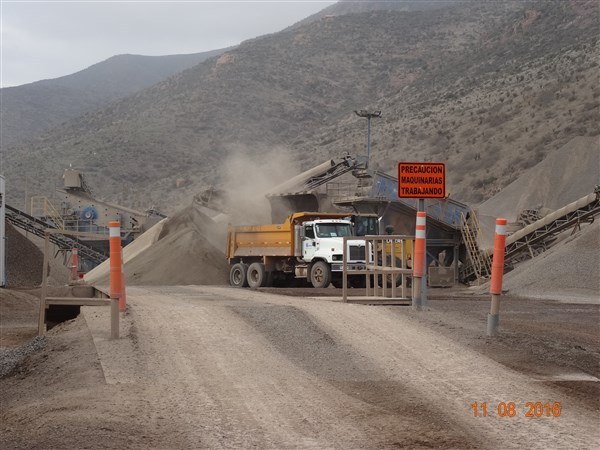 PRECAUCION
MAQUINARIAS
TRABAJANDO
11 08 2016